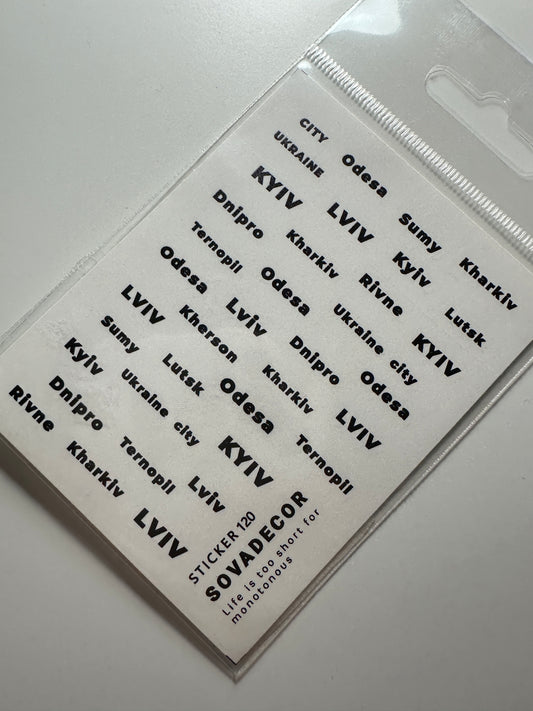 CITY
UKRAINE
Odesa Sumy Kharkiv
KYIV LVIV Kyiv Lutsk
Dnipro Kharkiv Rivne KYIV
Ternopil Odesa Ukraine city
Odesa Lviv Dnipro Odesa
LVIV Kherson Kharkiv LVIV
Sumy Lutsk Odesa Ternopil
Kyiv Ukraine city KYIV
Dnipro Ternopil Lviv
Rivne Kharkiv LVIV
STICKER 120
SOVADECOR
Life is too short for
monotonous